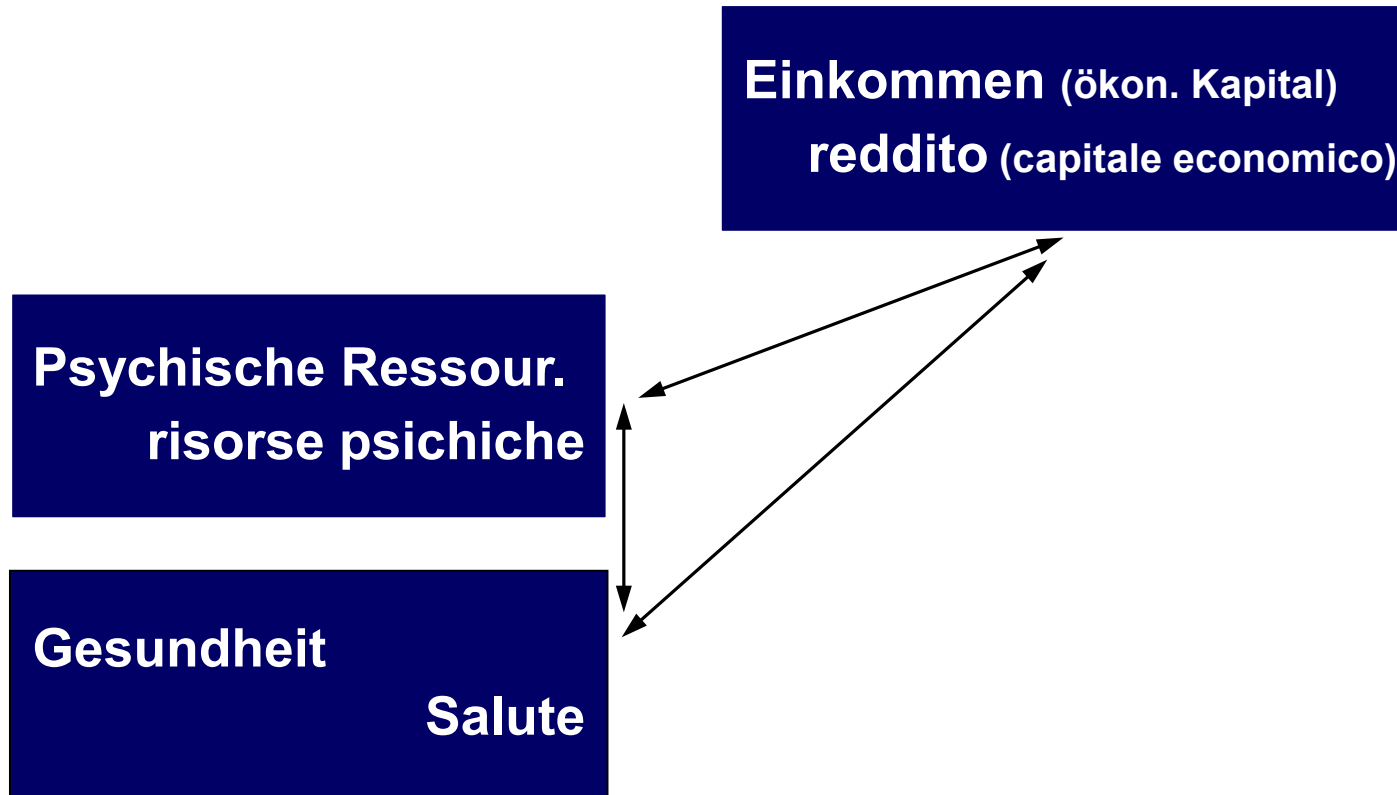 Einkommen (ökon. Kapital)
reddito (capitale economico)
Psychische Ressour.
risorse psichiche
Gesundheit
Salute